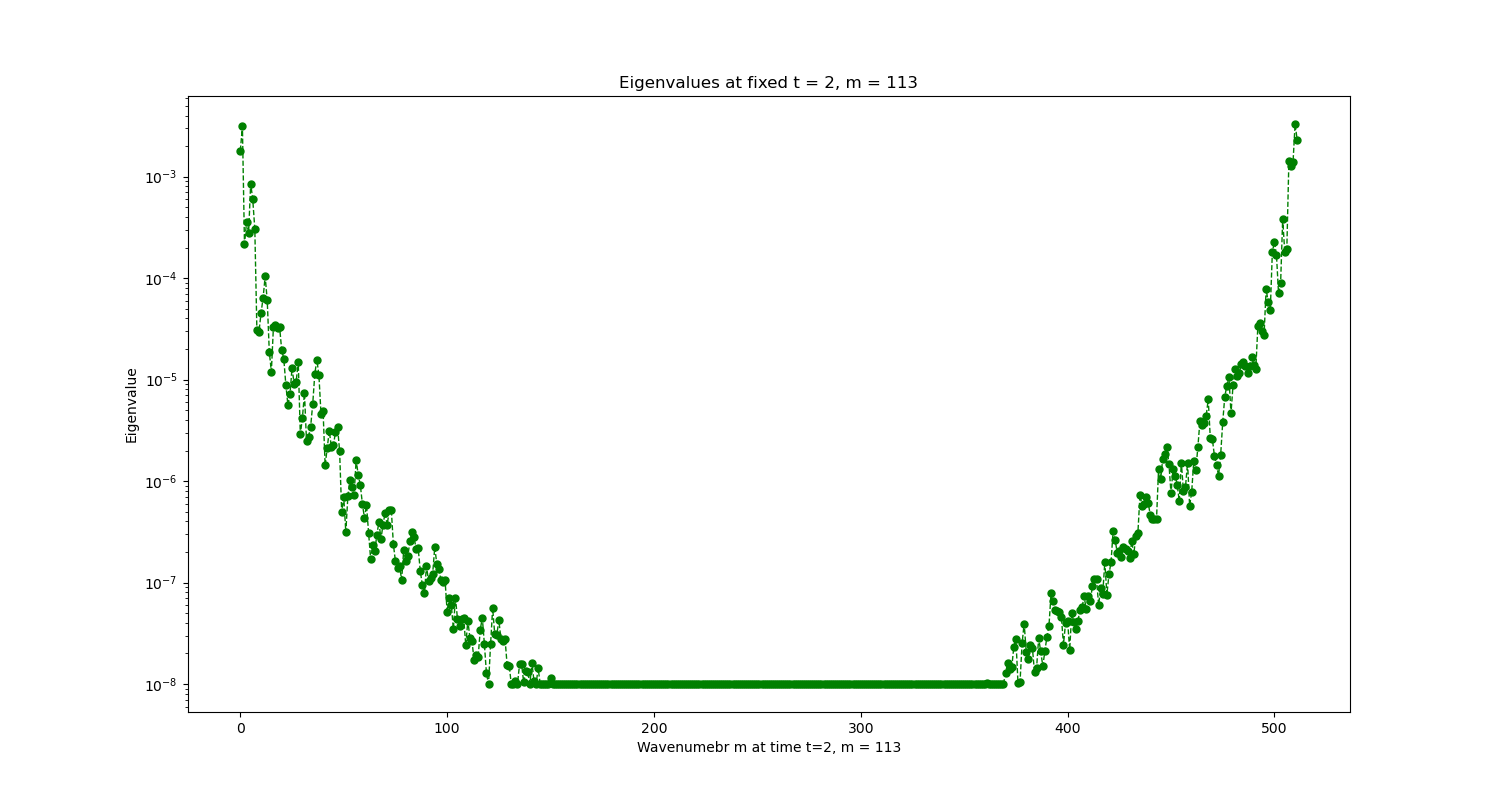 Eigenvalues at fixed t = 2, m = 113
Eigenvalue
10⁻³
10⁻⁴
10⁻⁵
10⁻⁶
10⁻⁷
10⁻⁸
0 100 200 300 400 500
Wavenumebr m at time t=2, m = 113